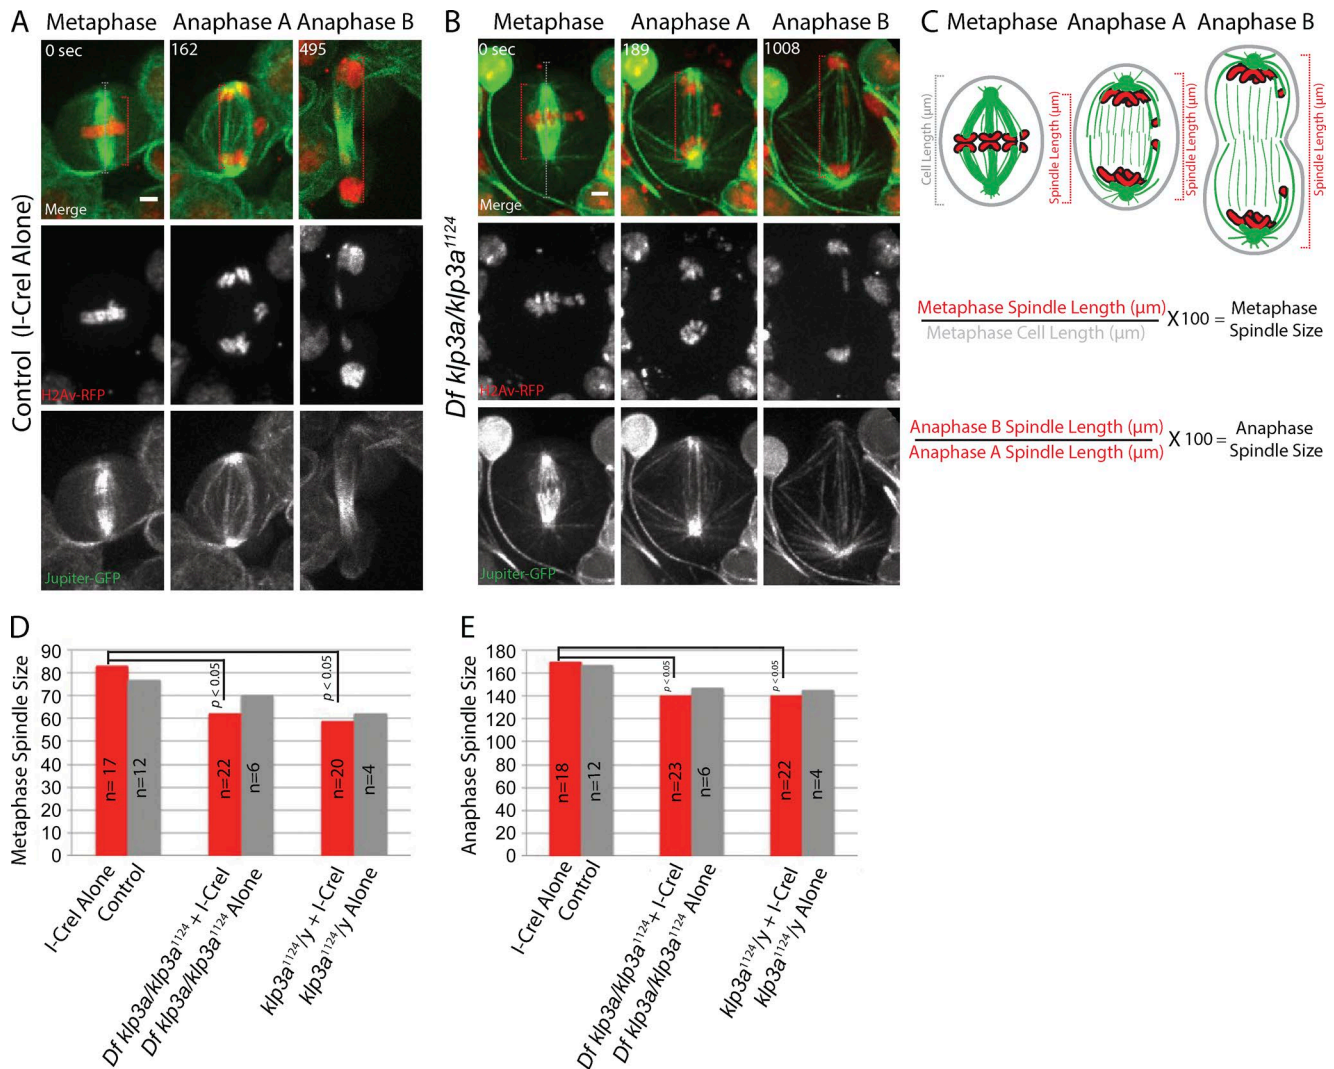 A
Metaphase
Anaphase A
Anaphase B
Control (I-CreI Alone)
0 sec
162
495
Merge
H2Av-RFP
Jupiter-GFP
B
Metaphase
Anaphase A
Anaphase B
Df klp3a/klp3a¹¹²⁴
0 sec
189
1008
Merge
H2Av-RFP
Jupiter-GFP
C
Metaphase
Anaphase A
Anaphase B
Cell Length (µm)
Spindle Length (µm)
Spindle Length (µm)
Spindle Length (µm)
Metaphase Spindle Length (µm)
Metaphase Cell Length (µm)
X 100 = Metaphase
Spindle Size
Anaphase B Spindle Length (µm)
Anaphase A Spindle Length (µm)
X 100 = Anaphase
Spindle Size
D
Metaphase Spindle Size
90
80
70
60
50
40
30
20
10
0
p < 0.05
p < 0.05
n= 17
n=12
n=22
n=6
n=20
n=4
I-CreI Alone
Control
Df klp3a/klp3a¹¹²⁴ + I-CreI
Df klp3a/klp3a¹¹²⁴ Alone
klp3a¹¹²⁴/y + I-CreI
klp3a¹¹²⁴/y Alone
E
Anaphase Spindle Size
180
160
140
120
100
80
60
40
20
0
p < 0.05
p < 0.05
n=18
n=12
n=23
n=6
n=22
n=4
I-CreI Alone
Control
Df klp3a/klp3a¹¹²⁴ + I-CreI
Df klp3a/klp3a¹¹²⁴ Alone
klp3a¹¹²⁴/y + I-CreI
klp3a¹¹²⁴/y Alone